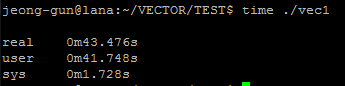 jeong-gun@lana:~/VECTOR/TEST$ time ./vec1
real    0m43.476s
user    0m41.748s
sys     0m1.728s